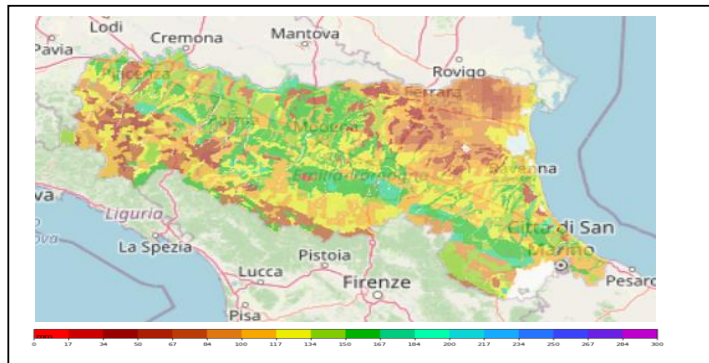 Lodi
Pavia
Cremona
Mantova
Rovigo
Piacenza
Ferrara
Parma
Modena
Emilia-Romagna
Ravenna
Liguria
La Spezia
Città di San
Marino
Pistoia
Lucca
Firenze
Pesaro
Pisa
0 17 34 50 67 84 100 117 134 150 167 184 200 217 234 250 267 284 300